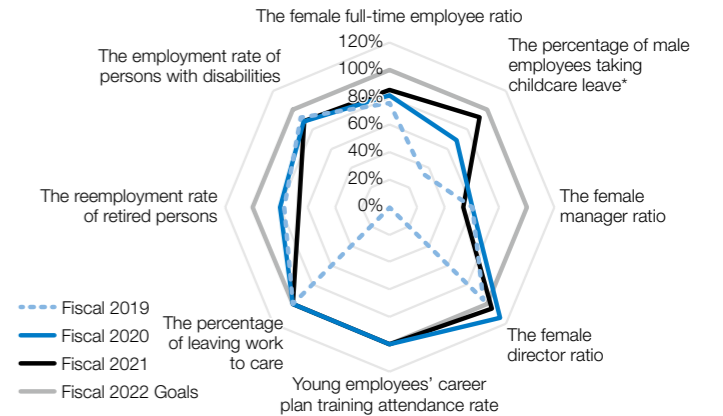 The female full-time employee ratio
120%
100%
80%
60%
40%
20%
0%
The percentage of male
employees taking
childcare leave*
The female
manager ratio
The female
director ratio
Young employees’ career
plan training attendance rate
The percentage
of leaving work
to care
The reemployment rate
of retired persons
The employment rate of
persons with disabilities
Fiscal 2019
Fiscal 2020
Fiscal 2021
Fiscal 2022 Goals